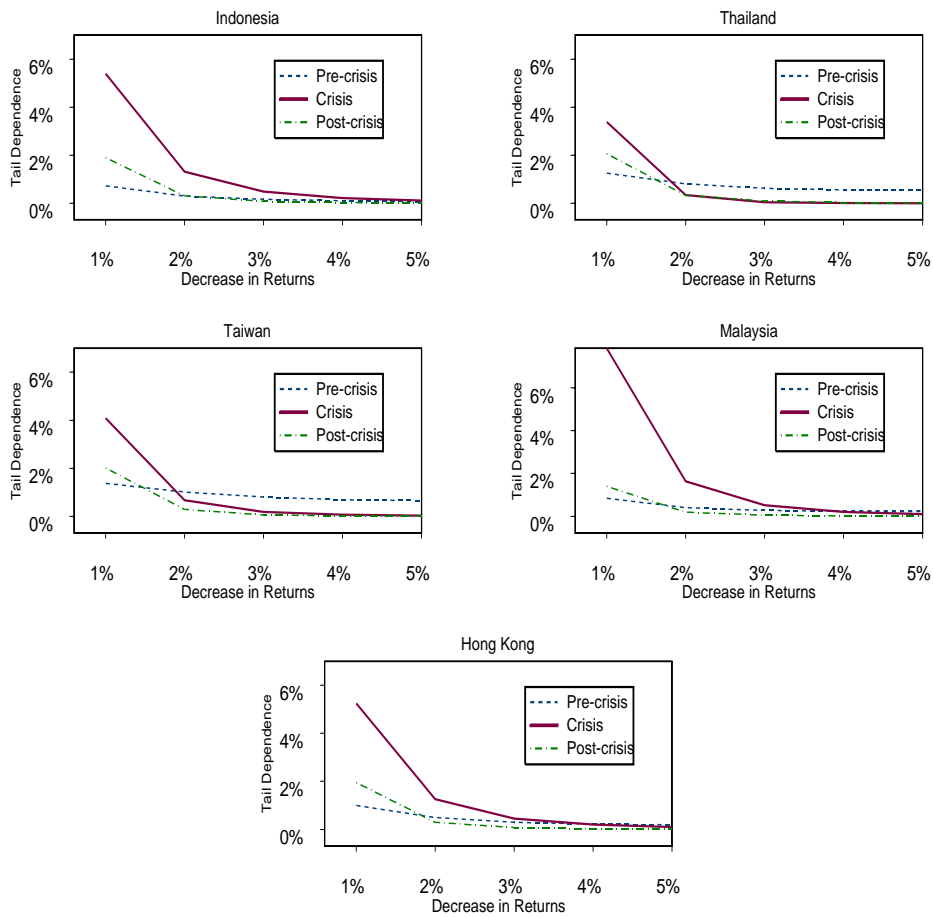 Indonesia
Tail Dependence
6%
4%
2%
0%
Pre-crisis
Crisis
Post-crisis
1% 2% 3% 4% 5%
Decrease in Returns
Thailand
Tail Dependence
6%
4%
2%
0%
Pre-crisis
Crisis
Post-crisis
1% 2% 3% 4% 5%
Decrease in Returns
Taiwan
Tail Dependence
6%
4%
2%
0%
Pre-crisis
Crisis
Post-crisis
1% 2% 3% 4% 5%
Decrease in Returns
Malaysia
Tail Dependence
6%
4%
2%
0%
Pre-crisis
Crisis
Post-crisis
1% 2% 3% 4% 5%
Decrease in Returns
Hong Kong
Tail Dependence
6%
4%
2%
0%
Pre-crisis
Crisis
Post-crisis
1% 2% 3% 4% 5%
Decrease in Returns